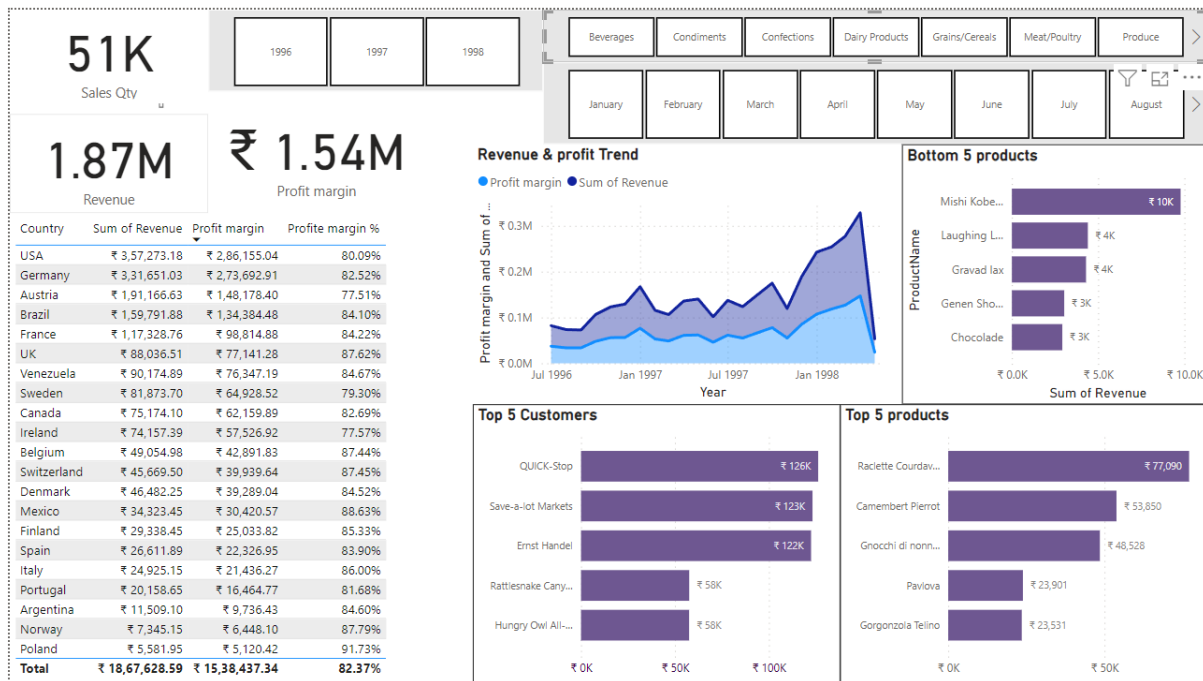 51K
Sales Qty
1996 1997 1998
Beverages Condiments Confections Dairy Products Grains/Cereals Meat/Poultry Produce
January February March April May June July August
1.87M
Revenue
₹ 1.54M
Profit margin
Country Sum of Revenue Profit margin Profite margin %
USA ₹ 3,57,273.18 ₹ 2,86,155.04 80.09%
Germany ₹ 3,31,651.03 ₹ 2,73,692.91 82.52%
Austria ₹ 1,91,166.63 ₹ 1,48,178.40 77.51%
Brazil ₹ 1,59,791.88 ₹ 1,34,384.48 84.10%
France ₹ 1,17,328.76 ₹ 98,814.88 84.22%
UK ₹ 88,036.51 ₹ 77,141.28 87.62%
Venezuela ₹ 90,174.89 ₹ 76,347.19 84.67%
Sweden ₹ 81,873.70 ₹ 64,928.52 79.30%
Canada ₹ 75,174.10 ₹ 62,159.89 82.69%
Ireland ₹ 74,157.39 ₹ 57,526.92 77.57%
Belgium ₹ 49,054.98 ₹ 42,891.83 87.44%
Switzerland ₹ 45,669.50 ₹ 39,939.64 87.45%
Denmark ₹ 46,482.25 ₹ 39,289.04 84.52%
Mexico ₹ 34,323.45 ₹ 30,420.57 88.63%
Finland ₹ 29,338.45 ₹ 25,033.82 85.33%
Spain ₹ 26,611.89 ₹ 22,326.95 83.90%
Italy ₹ 24,925.15 ₹ 21,436.27 86.00%
Portugal ₹ 20,158.65 ₹ 16,464.77 81.68%
Argentina ₹ 11,509.10 ₹ 9,736.43 84.60%
Norway ₹ 7,345.15 ₹ 6,448.10 87.79%
Poland ₹ 5,581.95 ₹ 5,120.42 91.73%
Total ₹ 18,67,628.59 ₹ 15,38,437.34 82.37%
Revenue & profit Trend
Profit margin Sum of Revenue
Profit margin and Sum of ...
₹ 0.3M
₹ 0.2M
₹ 0.1M
₹ 0.0M
Jul 1996 Jan 1997 Jul 1997 Jan 1998
Year
Bottom 5 products
ProductName
Mishi Kobe... ₹ 10K
Laughing L... ₹ 4K
Gravad lax ₹ 4K
Genen Sho... ₹ 3K
Chocolade ₹ 3K
₹ 0.0K ₹ 5.0K ₹ 10.0K
Sum of Revenue
Top 5 Customers
QUICK-Stop ₹ 126K
Save-a-lot Markets ₹ 123K
Ernst Handel ₹ 122K
Rattlesnake Cany... ₹ 58K
Hungry Owl All-... ₹ 58K
₹ 0K ₹ 50K ₹ 100K
Top 5 products
Raclette Courdav... ₹ 77,090
Camembert Pierrot ₹ 53,850
Gnocchi di nonn... ₹ 48,528
Pavlova ₹ 23,901
Gorgonzola Telino ₹ 23,531
₹ 0K ₹ 50K